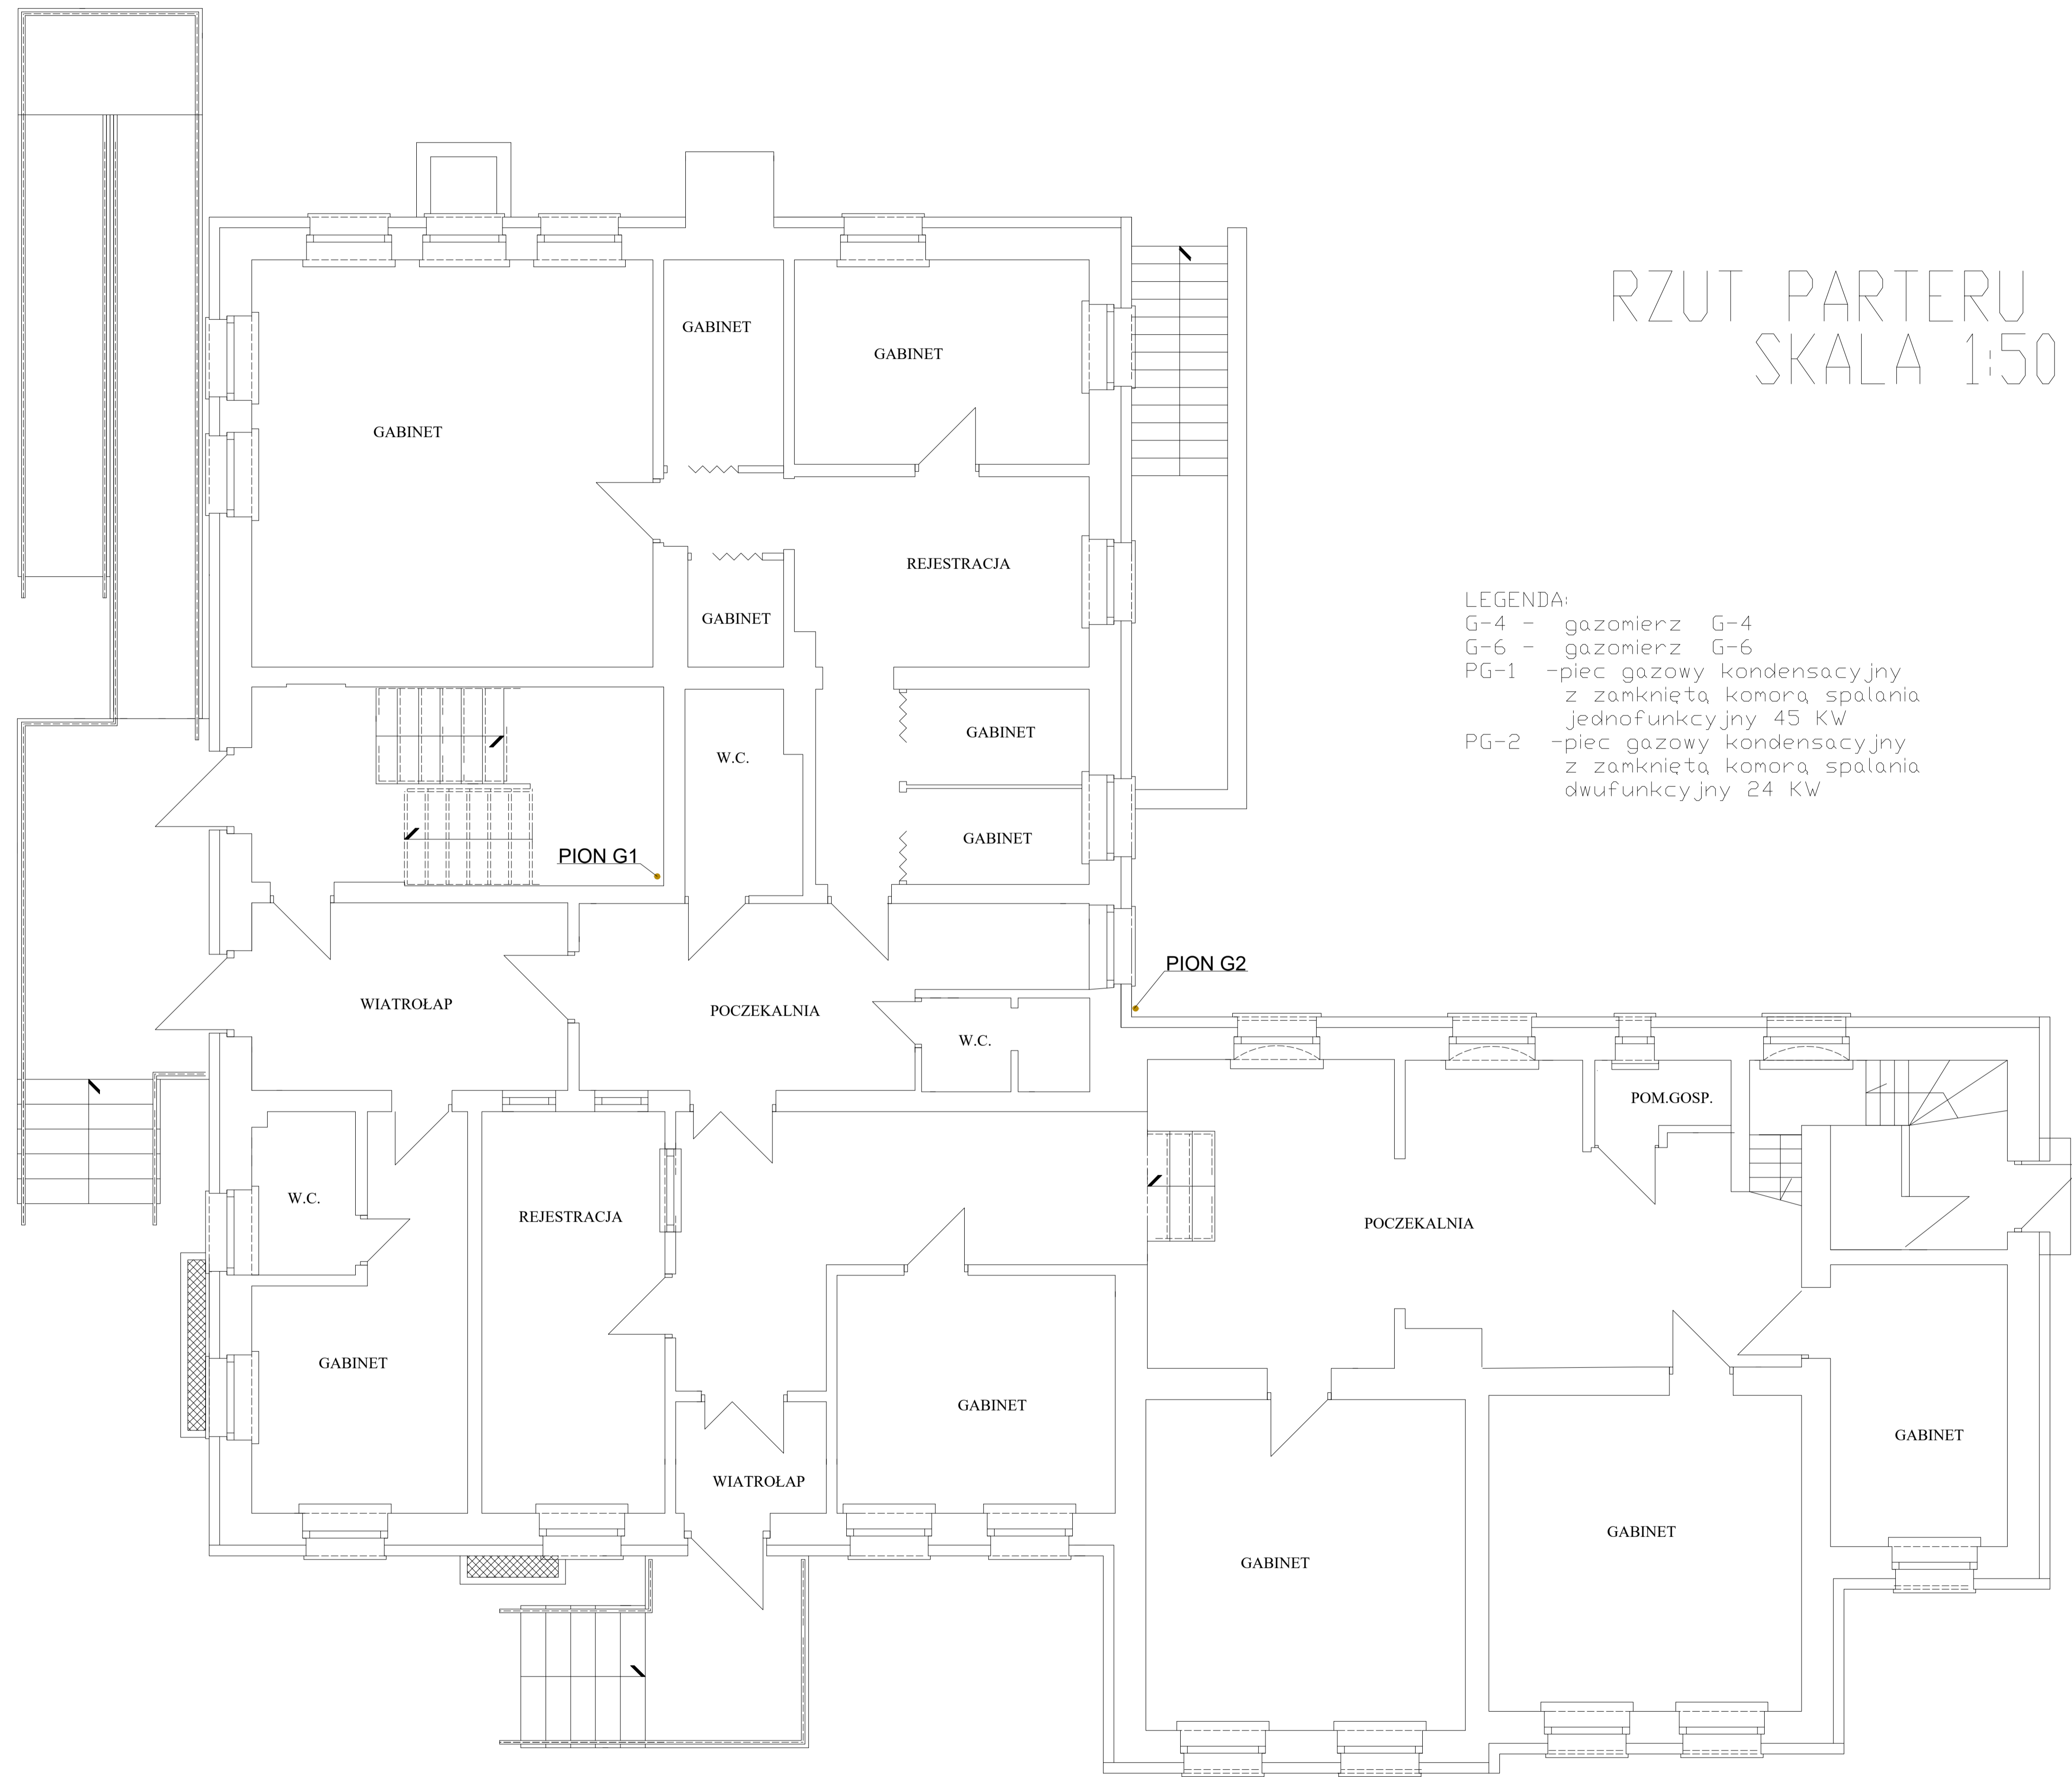 RZUT PARTERU
SKALA 1:50
GABINET
GABINET
GABINET
REJESTRACJA
GABINET
LEGENDA:
G-4 - gazomierz G-4
G-6 - gazomierz G-6
PG-1 -piec gazowy kondensacyjny
z zamkniętą komorą spalania
jednofunkcyjny 45 KW
PG-2 -piec gazowy kondensacyjny
z zamkniętą komorą spalania
dwufunkcyjny 24 KW
GABINET
W.C.
GABINET
PION G1
PION G2
WIATROŁAP
POCZEKALNIA
W.C.
POM.GOSP.
W.C.
REJESTRACJA
POCZEKALNIA
GABINET
GABINET
GABINET
WIATROŁAP
GABINET
GABINET